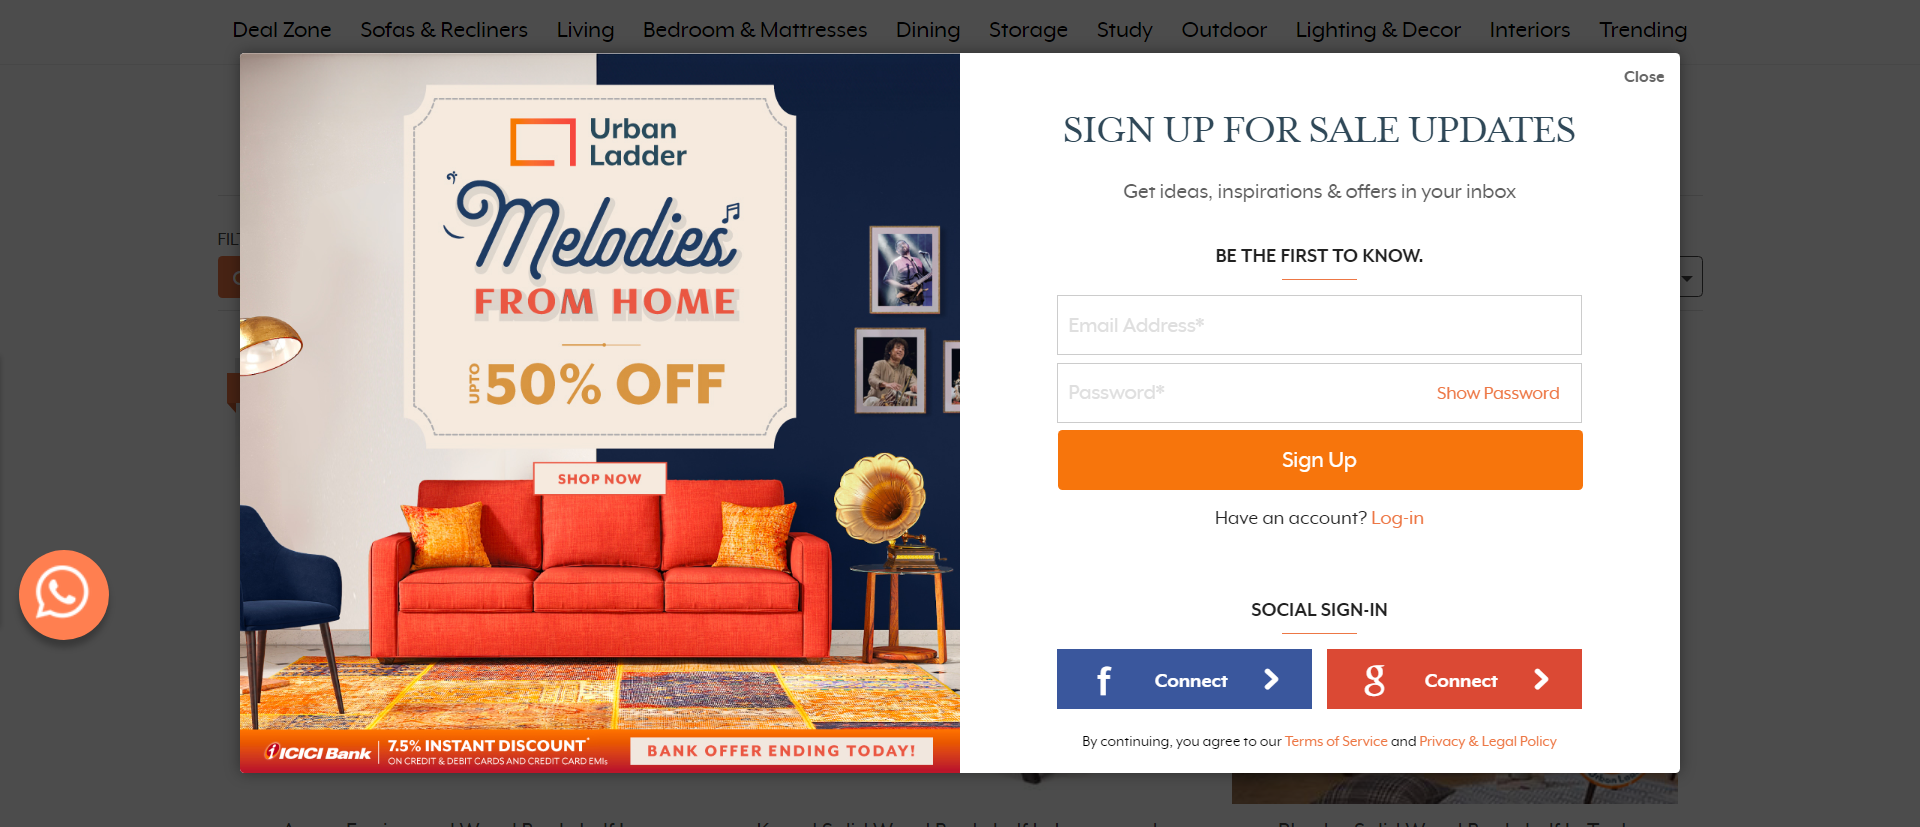 Deal Zone Sofas & Recliners Living Bedroom & Mattresses Dining Storage Study Outdoor Lighting & Decor Interiors Trending
Close
Urban
Ladder
Melodies
FROM HOME
UPTO 50% OFF
SHOP NOW
ICICI Bank 7.5% INSTANT DISCOUNT*
ON CREDIT & DEBIT CARDS AND CREDIT CARD EMIs
BANK OFFER ENDING TODAY!
SIGN UP FOR SALE UPDATES
Get ideas, inspirations & offers in your inbox
BE THE FIRST TO KNOW.
Email Address*
Password* Show Password
Sign Up
Have an account? Log-in
SOCIAL SIGN-IN
f Connect
g Connect
By continuing, you agree to our Terms of Service and Privacy & Legal Policy